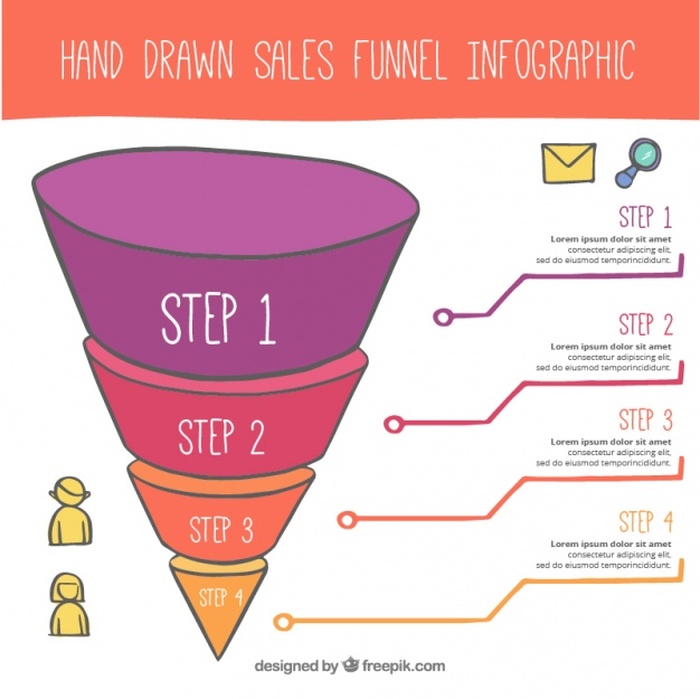 HAND DRAWN SALES FUNNEL INFOGRAPHIC
STEP 1
STEP 2
STEP 3
STEP 4
STEP 1
Lorem ipsum dolor sit amet
consectetur adipiscing elit,
sed do eiusmod temporincididunt.
STEP 2
Lorem ipsum dolor sit amet
consectetur adipiscing elit,
sed do eiusmod temporincididunt.
STEP 3
Lorem ipsum dolor sit amet
consectetur adipiscing elit,
sed do eiusmod temporincididunt.
STEP 4
Lorem ipsum dolor sit amet
consectetur adipiscing elit,
sed do eiusmod temporincididunt.
designed by freepik.com